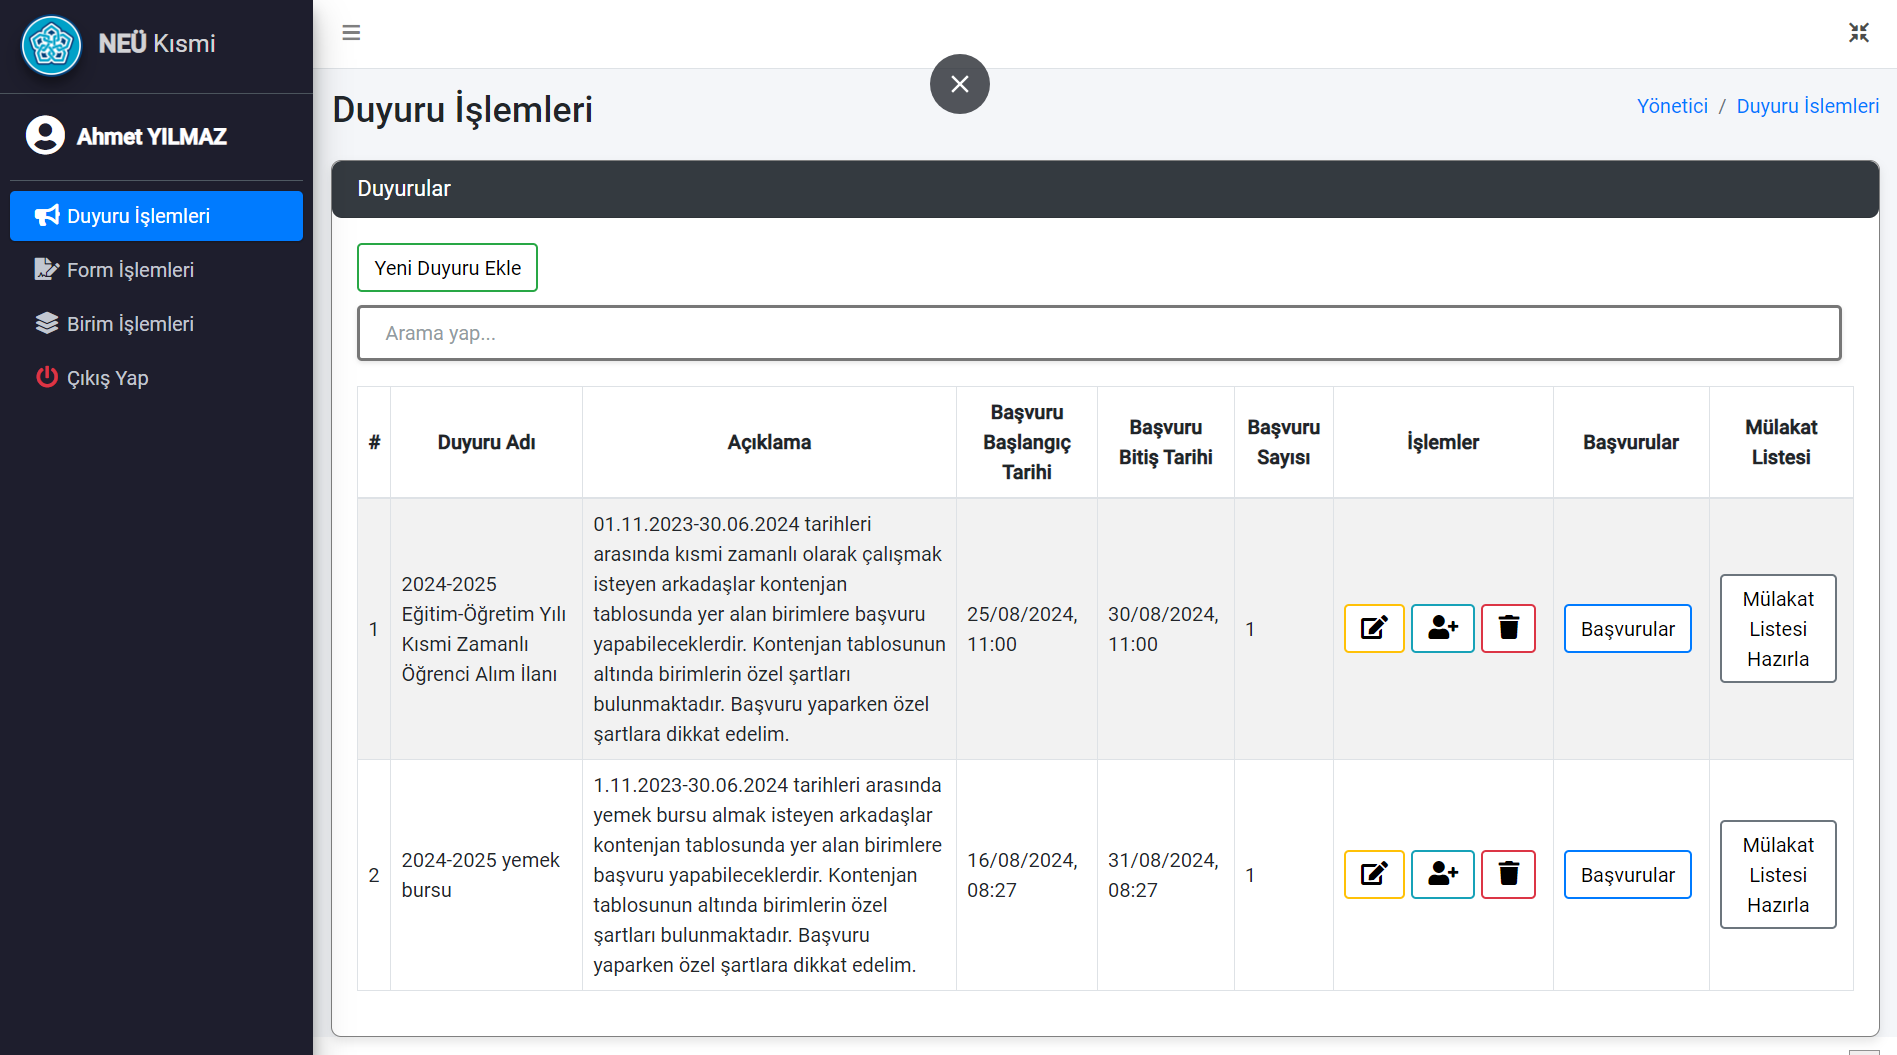 NEÜ Kısmi
Ahmet YILMAZ
Duyuru İşlemleri
Form İşlemleri
Birim İşlemleri
Çıkış Yap
Duyuru İşlemleri
Yönetici / Duyuru İslemleri
Duyurular
Yeni Duyuru Ekle
Arama yap...
#
Duyuru Adı
Açıklama
Başvuru
Başlangıç
Tarihi
Başvuru
Bitiş Tarihi
Başvuru
Sayısı
İşlemler
Başvurular
Mülakat
Listesi
1
2024-2025
Eğitim-Öğretim Yılı
Kısmi Zamanlı
Öğrenci Alım İlanı
01.11.2023-30.06.2024 tarihleri
arasında kısmi zamanlı olarak çalışmak
isteyen arkadaşlar kontenjan
tablosunda yer alan birimlere başvuru
yapabileceklerdir. Kontenjan tablosunun
altında birimlerin özel şartları
bulunmaktadır. Başvuru yaparken özel
şartlara dikkat edelim.
25/08/2024,
11:00
30/08/2024,
11:00
1
Başvurular
Mülakat
Listesi
Hazırla
2
2024-2025 yemek
bursu
1.11.2023-30.06.2024 tarihleri arasında
yemek bursu almak isteyen arkadaşlar
kontenjan tablosunda yer alan birimlere
başvuru yapabileceklerdir. Kontenjan
tablosunun altında birimlerin özel
şartları bulunmaktadır. Başvuru
yaparken özel şartlara dikkat edelim.
16/08/2024,
08:27
31/08/2024,
08:27
1
Başvurular
Mülakat
Listesi
Hazırla